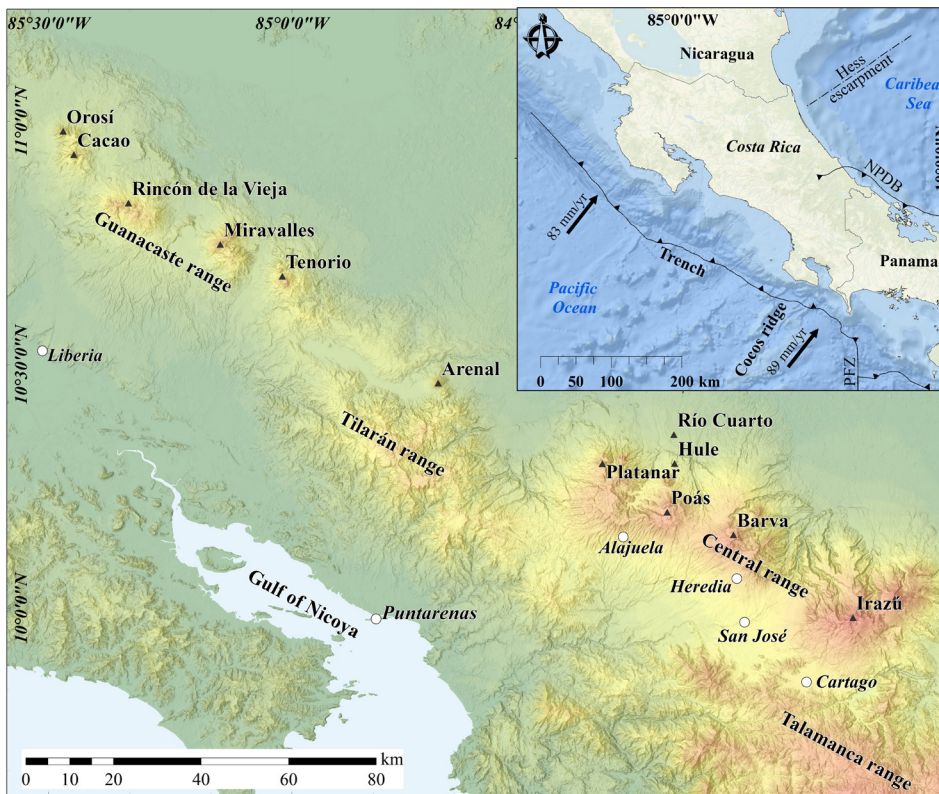 85°30'0"W
85°0'0"W
84°
11°0'0"N
10°30'0"N
10°0'0"N
Orosí
Cacao
Rincón de la Vieja
Guanacaste range
Miravalles
Tenorio
Liberia
Arenal
Tilarán range
Río Cuarto
Hule
Platanar
Poás
Barva
Alajuela
Central range
Heredia
Irazú
San José
Gulf of Nicoya
Puntarenas
Cartago
Talamanca range
0 5 10 20 40 60 80
km
85°0'0"W
Nicaragua
Hess
escarpment
Caribea
Sea
Costa Rica
NPDB
83 mm/yr
Trench
Panama
Pacific
Ocean
Cocos ridge
89 mm/yr
PFZ
0 50 100 200 km